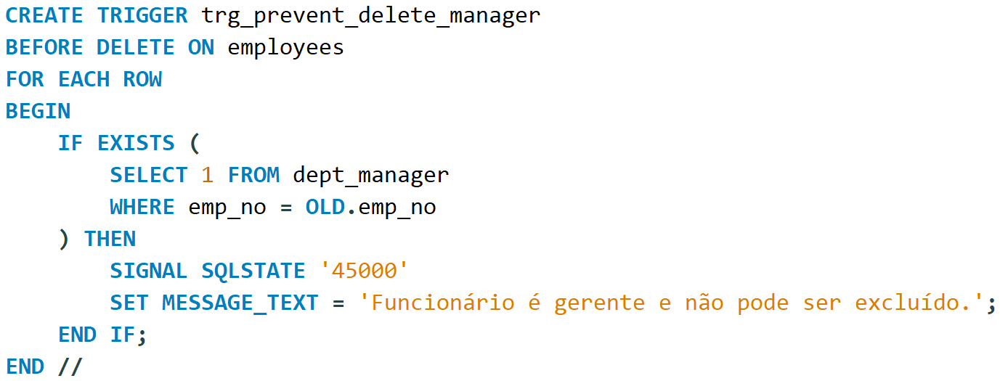 CREATE TRIGGER trg_prevent_delete_manager
BEFORE DELETE ON employees
FOR EACH ROW
BEGIN
    IF EXISTS (
        SELECT 1 FROM dept_manager
        WHERE emp_no = OLD.emp_no
    ) THEN
        SIGNAL SQLSTATE '45000'
        SET MESSAGE_TEXT = 'Funcionário é gerente e não pode ser excluído.';
    END IF;
END //